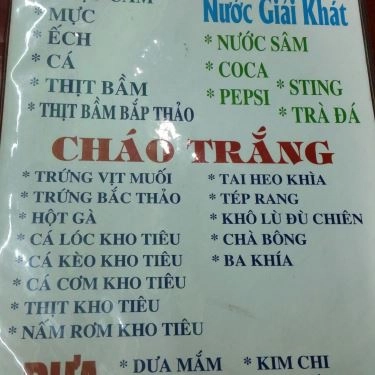 * MỰC
* ẾCH
* CÁ
* THỊT BẦM
* THỊT BẦM BẮP THẢO
Nước Giải Khát
* NƯỚC SÂM
* COCA
* PEPSI
* STING
* TRÀ ĐÁ
CHÁO TRẮNG
* TRỨNG VỊT MUỐI
* TRỨNG BẮC THẢO
* HỘT GÀ
* CÁ LÓC KHO TIÊU
* CÁ KÈO KHO TIÊU
* CÁ CƠM KHO TIÊU
* THỊT KHO TIÊU
* NẤM RƠM KHO TIÊU
* TAI HEO KHÌA
* TÉP RANG
* KHÔ LÙ ĐÙ CHIÊN
* CHÀ BÔNG
* BA KHÍA
DƯA
* DƯA MẮM
* KIM CHI